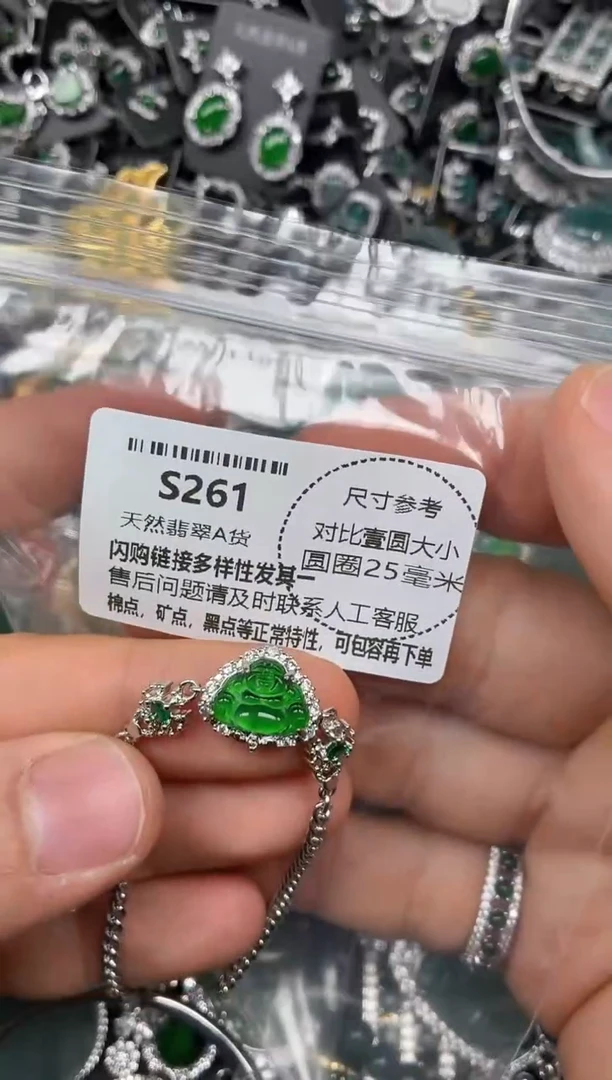 S261
天然翡翠A货
闪购链接多样性发其一
售后问题请及时联系人工客服
棉点，矿点，黑点等正常特性，可包容再下单
尺寸参考
对比壹圆大小
圆圈25毫米